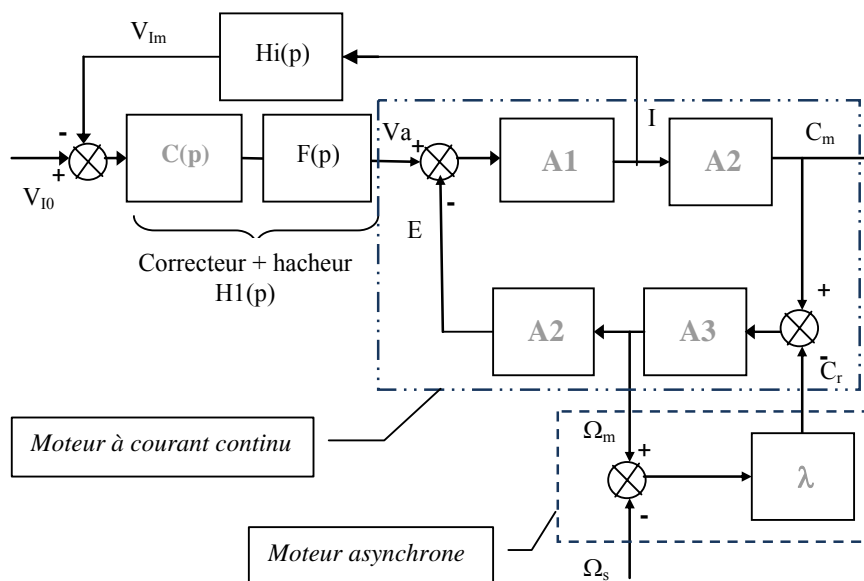 V_Im
Hi(p)
-
+
V_I0
C(p)
F(p)
Va
+
-
A1
I
A2
C_m
E
Correcteur + hacheur
H1(p)
A2
A3
+
-
C_r
Moteur à courant continu
Ω_m
+
-
λ
Moteur asynchrone
Ω_s